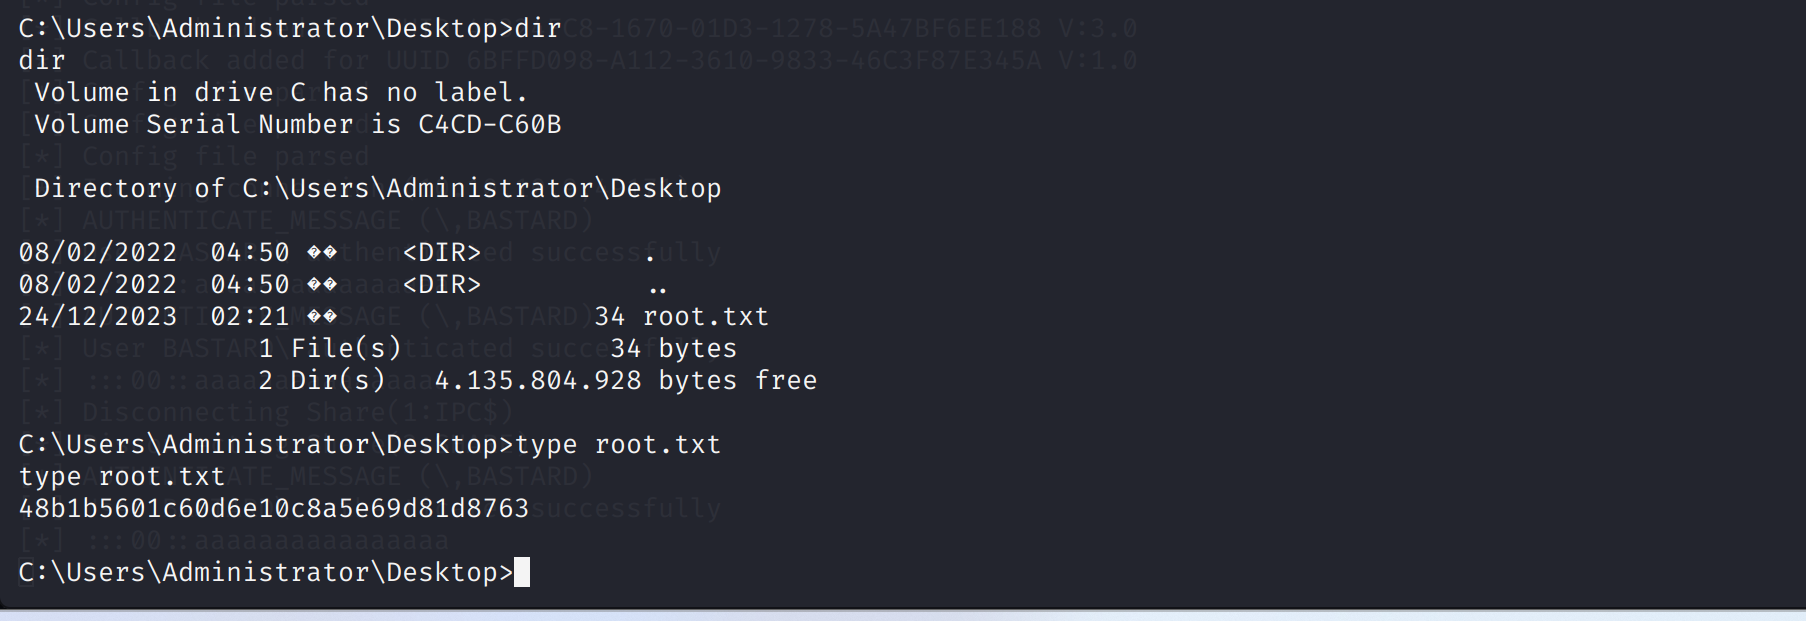 C:\Users\Administrator\Desktop>dir
dir
 Volume in drive C has no label.
 Volume Serial Number is C4CD-C60B

 Directory of C:\Users\Administrator\Desktop

08/02/2022  04:50 ��    <DIR>          .
08/02/2022  04:50 ��    <DIR>          ..
24/12/2023  02:21 ��                34 root.txt
               1 File(s)             34 bytes
               2 Dir(s)   4.135.804.928 bytes free

C:\Users\Administrator\Desktop>type root.txt
type root.txt
48b1b5601c60d6e10c8a5e69d81d8763

C:\Users\Administrator\Desktop>